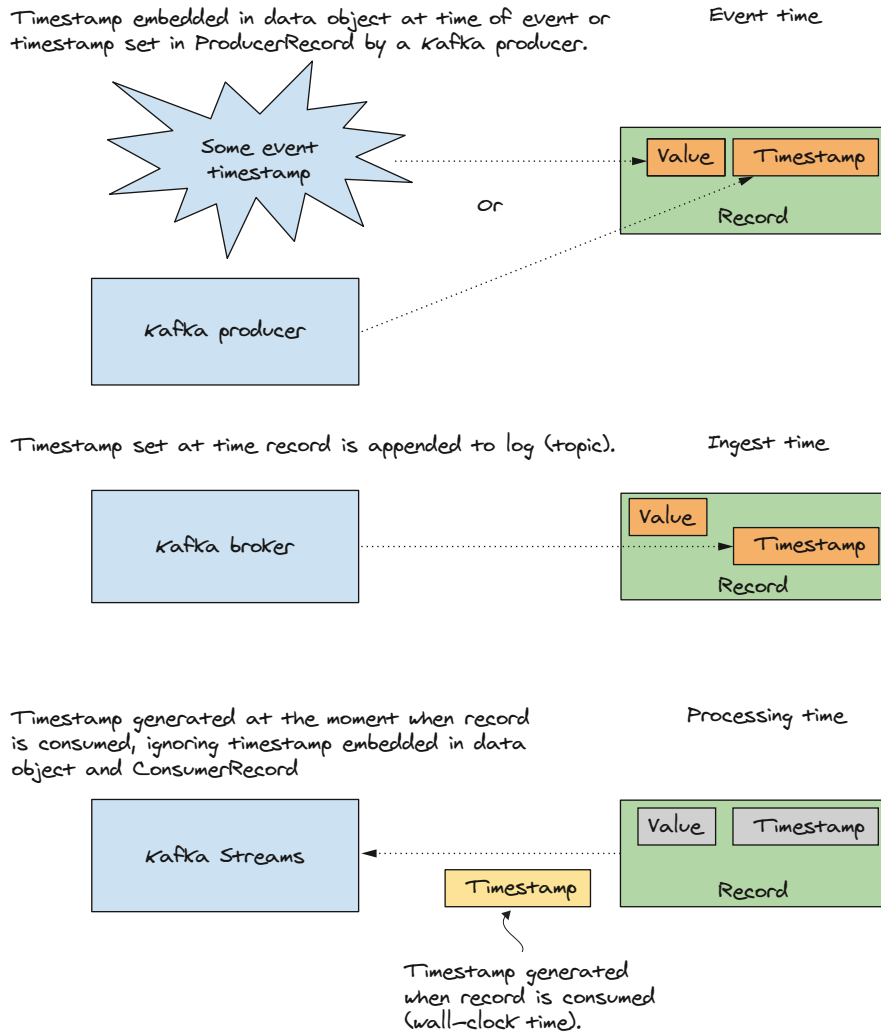 Timestamp embedded in data object at time of event or
timestamp set in ProducerRecord by a Kafka producer.
Event time
Some event
timestamp
Value
Timestamp
Record
Or
Kafka producer
Timestamp set at time record is appended to log (topic).
Ingest time
Kafka broker
Value
Timestamp
Record
Timestamp generated at the moment when record
is consumed, ignoring timestamp embedded in data
object and ConsumerRecord
Processing time
Kafka Streams
Value
Timestamp
Record
Timestamp
Timestamp generated
when record is consumed
(wall-clock time).